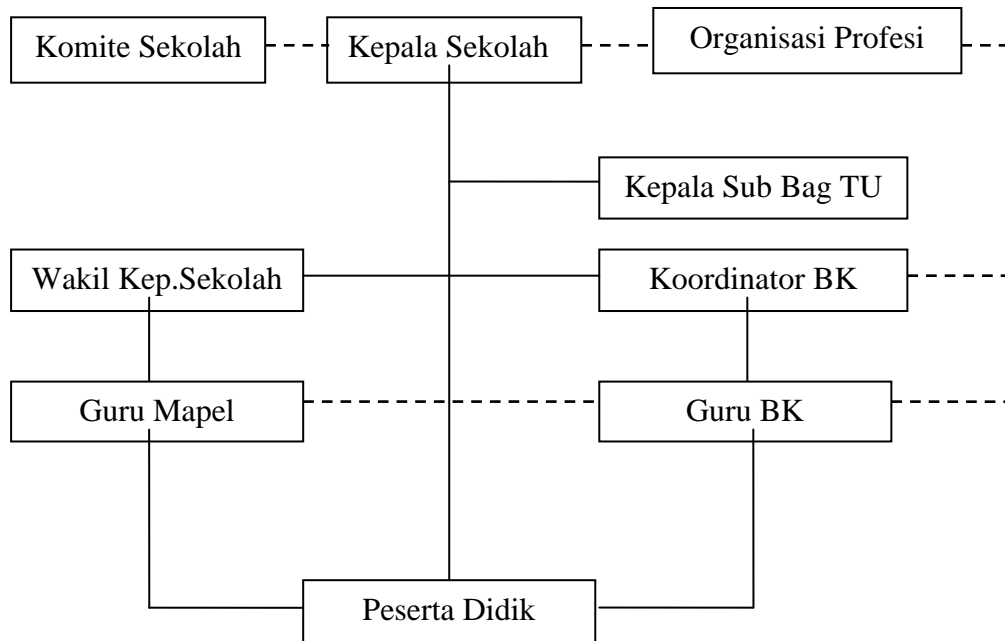 Komite Sekolah
Kepala Sekolah
Organisasi Profesi
Kepala Sub Bag TU
Wakil Kep.Sekolah
Koordinator BK
Guru Mapel
Guru BK
Peserta Didik